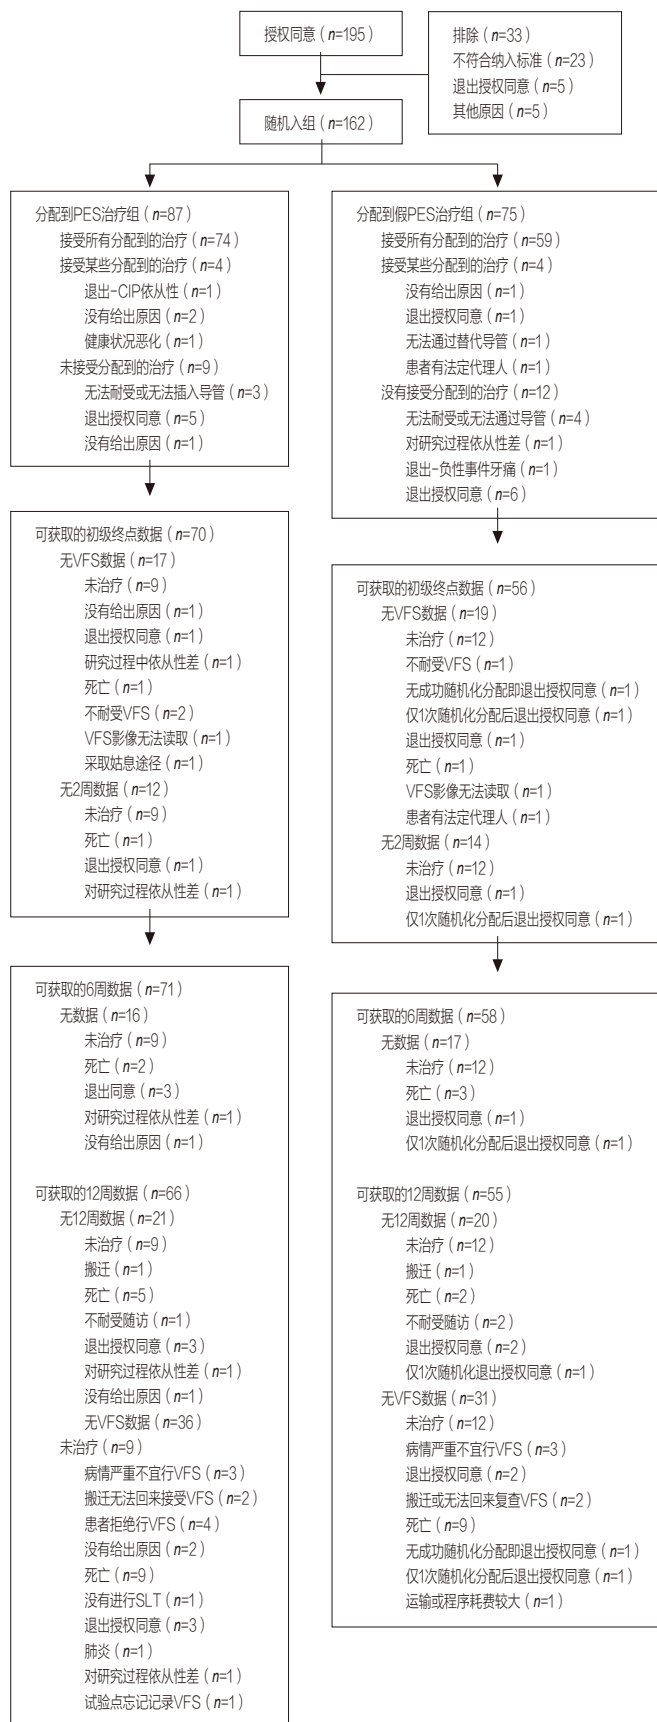 授权同意（n=195）
排除（n=33）
不符合纳入标准（n=23）
退出授权同意（n=5）
其他原因（n=5）
随机入组（n=162）
分配到PES治疗组（n=87）
接受所有分配到的治疗（n=74）
接受某些分配到的治疗（n=4）
退出-CIP依从性（n=1）
没有给出原因（n=2）
健康状况恶化（n=1）
未接受分配到的治疗（n=9）
无法耐受或无法插入导管（n=3）
退出授权同意（n=5）
没有给出原因（n=1）
分配到假PES治疗组（n=75）
接受所有分配到的治疗（n=59）
接受某些分配到的治疗（n=4）
没有给出原因（n=1）
退出授权同意（n=1）
无法通过替代导管（n=1）
患者有法定代理人（n=1）
没有接受分配到的治疗（n=12）
无法耐受或无法通过导管（n=4）
对研究过程依从性差（n=1）
退出-负性事件牙痛（n=1）
退出授权同意（n=6）
可获取的初级终点数据（n=70）
无VFS数据（n=17）
未治疗（n=9）
没有给出原因（n=1）
退出授权同意（n=1）
研究过程中依从性差（n=1）
死亡（n=1）
不耐受VFS（n=2）
VFS影像无法读取（n=1）
采取姑息途径（n=1）
无2周数据（n=12）
未治疗（n=9）
死亡（n=1）
退出授权同意（n=1）
对研究过程依从性差（n=1）
可获取的初级终点数据（n=56）
无VFS数据（n=19）
未治疗（n=12）
不耐受VFS（n=1）
无成功随机化分配即退出授权同意（n=1）
仅1次随机化分配后退出授权同意（n=1）
退出授权同意（n=1）
死亡（n=1）
VFS影像无法读取（n=1）
患者有法定代理人（n=1）
无2周数据（n=14）
未治疗（n=12）
退出授权同意（n=1）
仅1次随机化分配后退出授权同意（n=1）
可获取的6周数据（n=71）
无数据（n=16）
未治疗（n=9）
死亡（n=2）
退出同意（n=3）
对研究过程依从性差（n=1）
没有给出原因（n=1）
可获取的12周数据（n=66）
无12周数据（n=21）
未治疗（n=9）
搬迁（n=1）
死亡（n=5）
不耐受随访（n=1）
退出授权同意（n=3）
对研究过程依从性差（n=1）
没有给出原因（n=1）
无VFS数据（n=36）
未治疗（n=9）
病情严重不宜行VFS（n=3）
搬迁无法回来接受VFS（n=2）
患者拒绝行VFS（n=4）
没有给出原因（n=2）
死亡（n=9）
没有进行SLT（n=1）
退出授权同意（n=3）
肺炎（n=1）
对研究过程依从性差（n=1）
试验点忘记记录VFS（n=1）
可获取的6周数据（n=58）
无数据（n=17）
未治疗（n=12）
死亡（n=3）
退出授权同意（n=1）
仅1次随机化分配后退出授权同意（n=1）
可获取的12周数据（n=55）
无12周数据（n=20）
未治疗（n=12）
搬迁（n=1）
死亡（n=2）
不耐受随访（n=2）
退出授权同意（n=2）
仅1次随机化退出授权同意（n=1）
无VFS数据（n=31）
未治疗（n=12）
病情严重不宜行VFS（n=3）
退出授权同意（n=2）
搬迁或无法回来复查VFS（n=2）
死亡（n=9）
无成功随机化分配即退出授权同意（n=1）
仅1次随机化分配后退出授权同意（n=1）
运输或程序耗费较大（n=1）